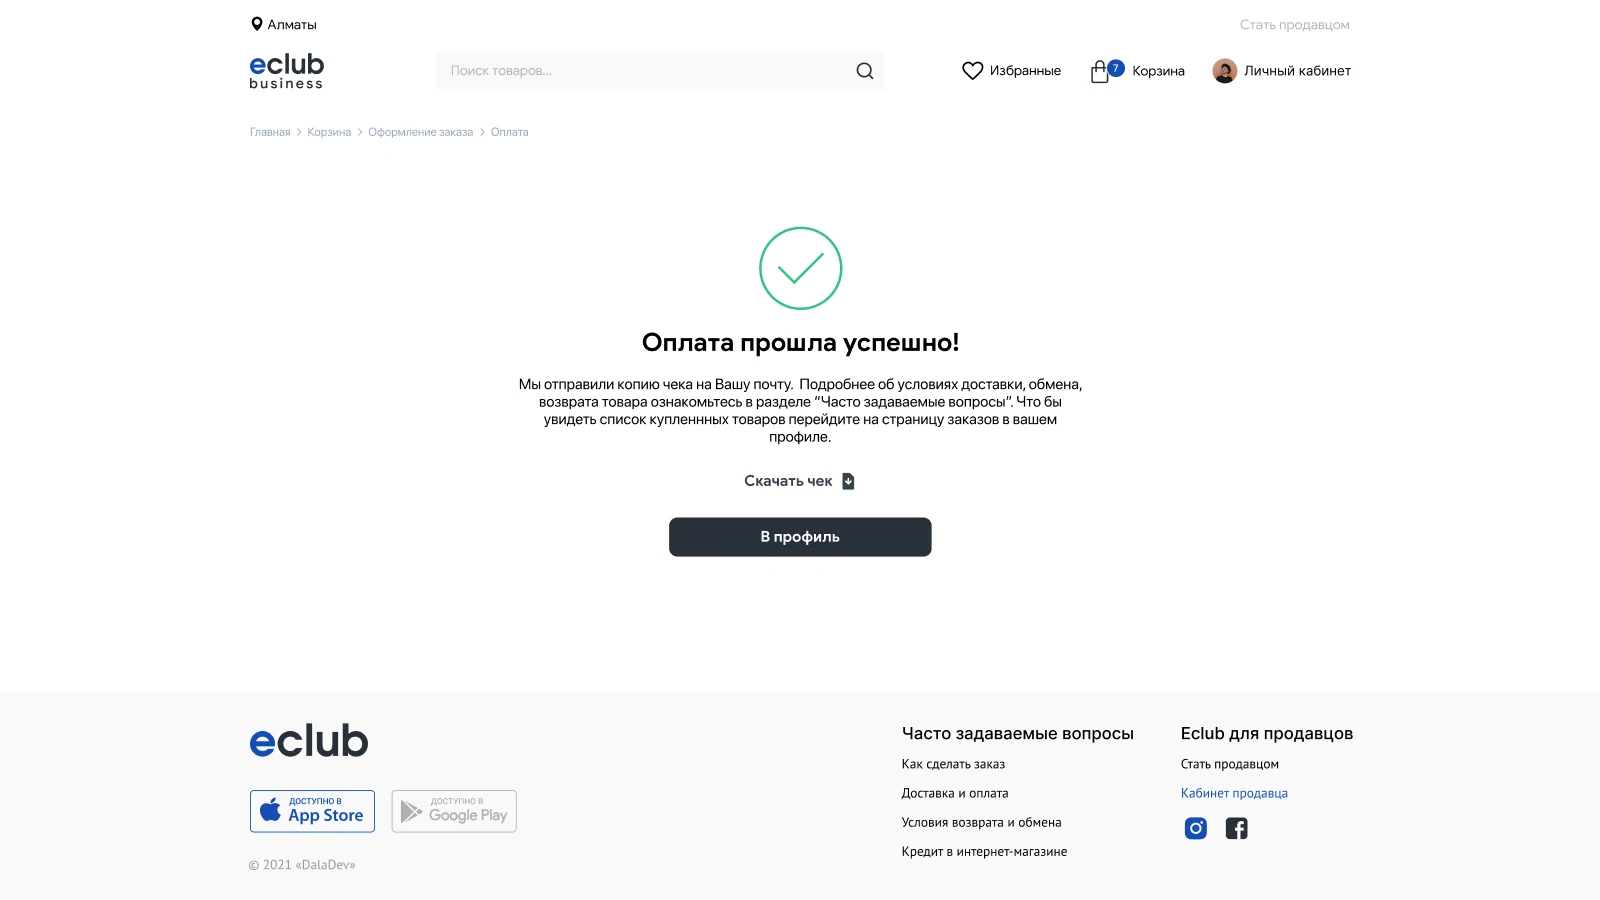 Алматы
Стать продавцом
eclub
business
Поиск товаров...
Избранные
7
Корзина
Личный кабинет
Главная > Корзина > Оформление заказа > Оплата
Оплата прошла успешно!
Мы отправили копию чека на Вашу почту.  Подробнее об условиях доставки, обмена,
возврата товара ознакомьтесь в разделе “Часто задаваемые вопросы”. Что бы
увидеть список купленнных товаров перейдите на страницу заказов в вашем
профиле.
Скачать чек
В профиль
eclub
ДОСТУПНО В
App Store
ДОСТУПНО В
Google Play
© 2021 «DalaDev»
Часто задаваемые вопросы
Как сделать заказ
Доставка и оплата
Условия возврата и обмена
Кредит в интернет-магазине
Eclub для продавцов
Стать продавцом
Кабинет продавца